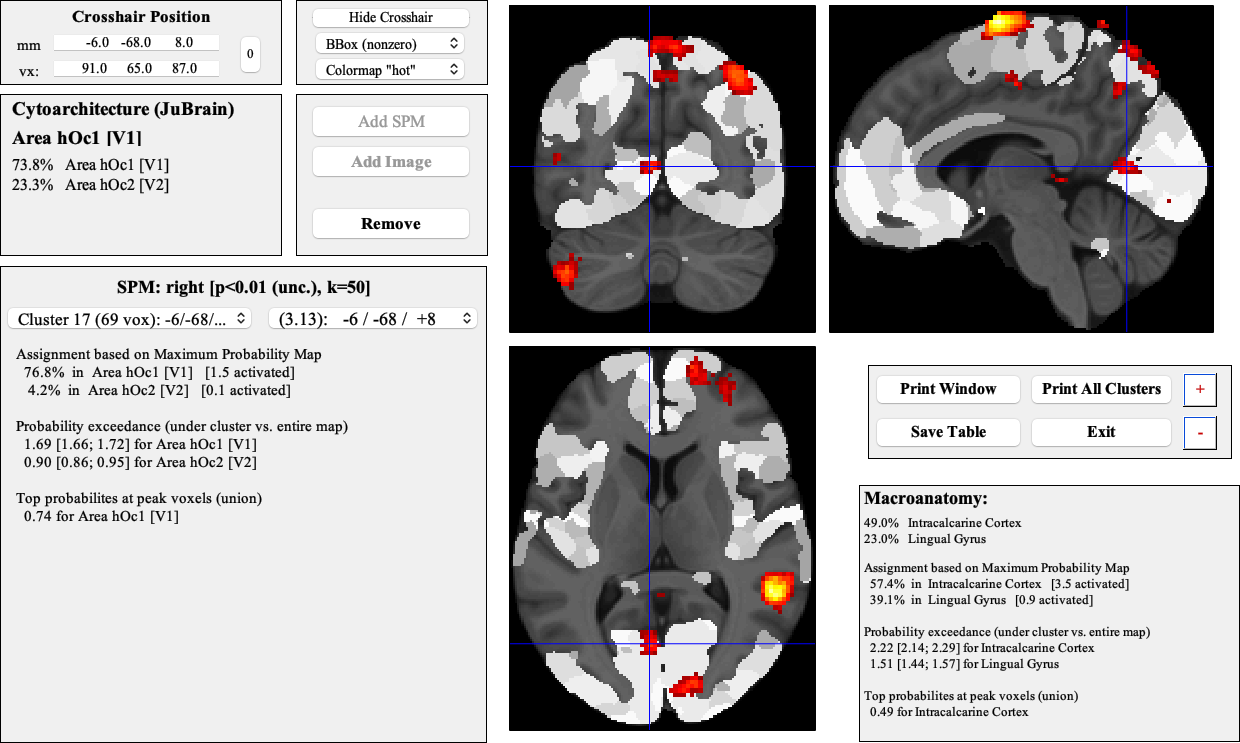 Crosshair Position
mm -6.0 -68.0 8.0
vx: 91.0 65.0 87.0
0
Hide Crosshair
BBox (nonzero)
Colormap "hot"
Cytoarchitecture (JuBrain)
Area hOc1 [V1]
73.8% Area hOc1 [V1]
23.3% Area hOc2 [V2]
Add SPM
Add Image
Remove
SPM: right [p<0.01 (unc.), k=50]
Cluster 17 (69 vox): -6/-68/... (3.13): -6 / -68 / +8
Assignment based on Maximum Probability Map
76.8% in Area hOc1 [V1] [1.5 activated]
4.2% in Area hOc2 [V2] [0.1 activated]
Probability exceedance (under cluster vs. entire map)
1.69 [1.66; 1.72] for Area hOc1 [V1]
0.90 [0.86; 0.95] for Area hOc2 [V2]
Top probabilites at peak voxels (union)
0.74 for Area hOc1 [V1]
Print Window Print All Clusters +
Save Table Exit -
Macroanatomy:
49.0% Intracalcarine Cortex
23.0% Lingual Gyrus
Assignment based on Maximum Probability Map
57.4% in Intracalcarine Cortex [3.5 activated]
39.1% in Lingual Gyrus [0.9 activated]
Probability exceedance (under cluster vs. entire map)
2.22 [2.14; 2.29] for Intracalcarine Cortex
1.51 [1.44; 1.57] for Lingual Gyrus
Top probabilites at peak voxels (union)
0.49 for Intracalcarine Cortex